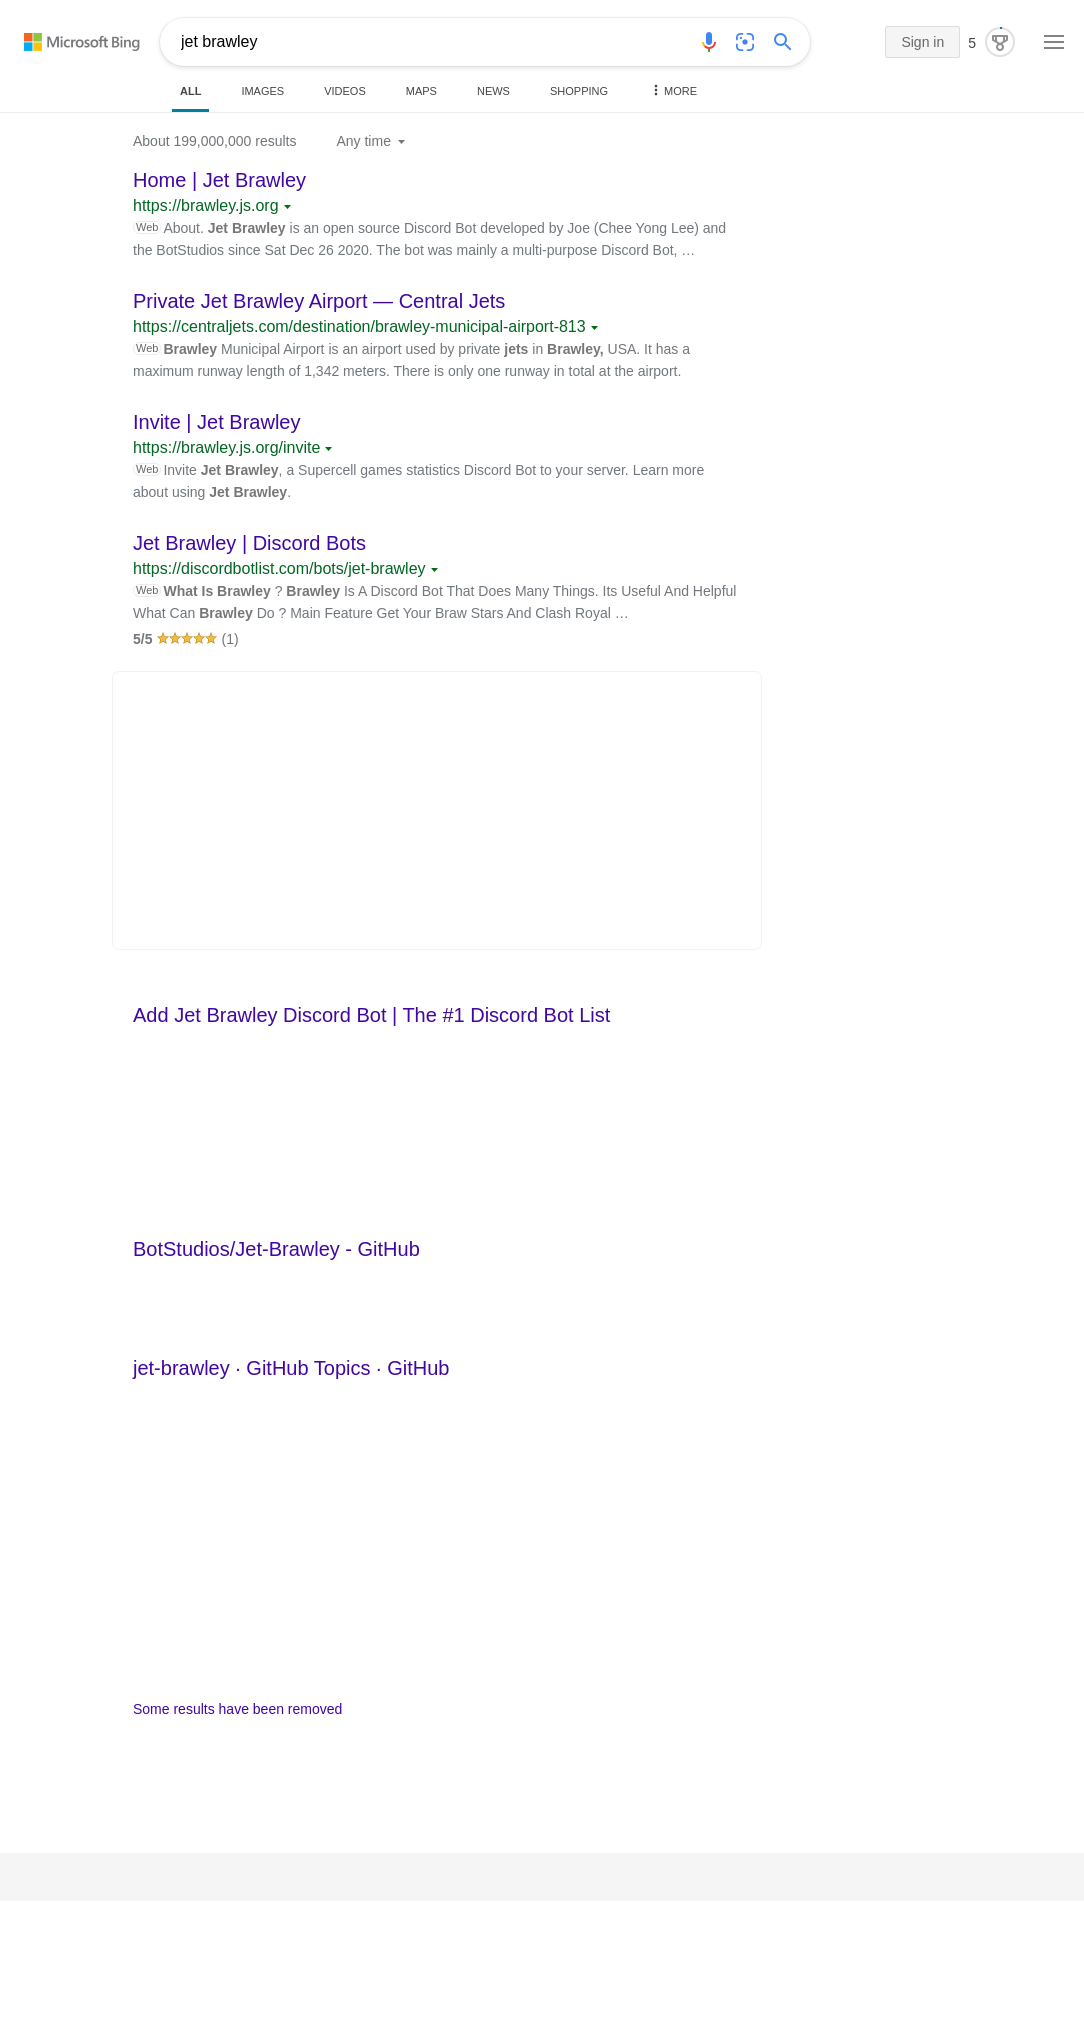 Microsoft Bing
jet brawley
Sign in
5
ALL
IMAGES
VIDEOS
MAPS
NEWS
SHOPPING
MORE
About 199,000,000 results
Any time
Home | Jet Brawley
https://brawley.js.org
Web About. Jet Brawley is an open source Discord Bot developed by Joe (Chee Yong Lee) and
the BotStudios since Sat Dec 26 2020. The bot was mainly a multi-purpose Discord Bot, …
Private Jet Brawley Airport — Central Jets
https://centraljets.com/destination/brawley-municipal-airport-813
Web Brawley Municipal Airport is an airport used by private jets in Brawley, USA. It has a
maximum runway length of 1,342 meters. There is only one runway in total at the airport.
Invite | Jet Brawley
https://brawley.js.org/invite
Web Invite Jet Brawley, a Supercell games statistics Discord Bot to your server. Learn more
about using Jet Brawley.
Jet Brawley | Discord Bots
https://discordbotlist.com/bots/jet-brawley
Web What Is Brawley ? Brawley Is A Discord Bot That Does Many Things. Its Useful And Helpful
What Can Brawley Do ? Main Feature Get Your Braw Stars And Clash Royal …
5/5 (1)
Add Jet Brawley Discord Bot | The #1 Discord Bot List
BotStudios/Jet-Brawley - GitHub
jet-brawley · GitHub Topics · GitHub
Some results have been removed